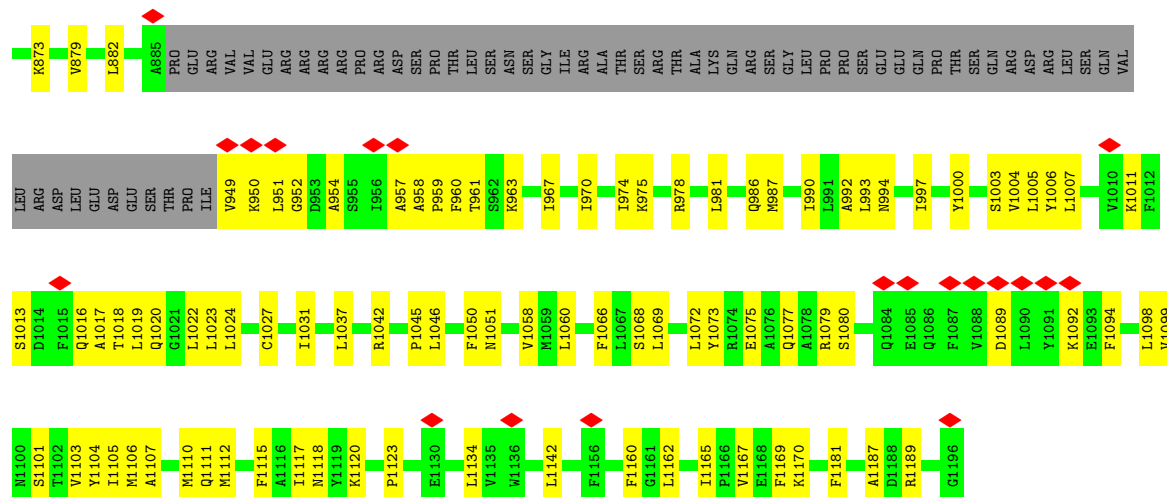 K873 V879 L882 A885 PRO GLU ARG VAL VAL GLU ARG ARG ARG ARG PRO ARG ASP SER PRO THR LEU SER ASN SER GLY ILE ARG ALA THR SER ARG THR ALA LYS GLN ARG SER GLY LEU PRO PRO SER GLU GLU GLN PRO THR SER GLN ARG ASP ARG LEU SER GLN VAL
LEU ARG ASP LEU GLU ASP GLU SER THR PRO ILE V949 K950 L951 G952 D953 A954 S955 I956 A957 A958 P959 F960 T961 S962 K963 I967 I970 I974 K975 R978 L981 Q986 M987 I990 L991 A992 L993 N994 I997 Y1000 S1003 V1004 L1005 Y1006 L1007 V1010 K1011 F1012
S1013 D1014 F1015 Q1016 A1017 T1018 L1019 Q1020 G1021 L1022 L1023 L1024 C1027 I1031 L1037 R1042 P1045 L1046 F1050 N1051 V1058 M1059 L1060 F1066 L1067 S1068 L1069 L1072 Y1073 R1074 E1075 A1076 Q1077 A1078 R1079 S1080 Q1084 E1085 Q1086 F1087 V1088 D1089 L1090 Y1091 K1092 E1093 F1094 L1098 V1099
N1100 S1101 T1102 V1103 Y1104 I1105 M1106 A1107 M1110 Q1111 M1112 F1115 A1116 I1117 N1118 Y1119 K1120 P1123 E1130 L1134 V1135 W1136 L1142 F1156 F1160 G1161 L1162 I1165 P1166 V1167 E1168 F1169 K1170 F1181 A1187 D1188 R1189 G1196